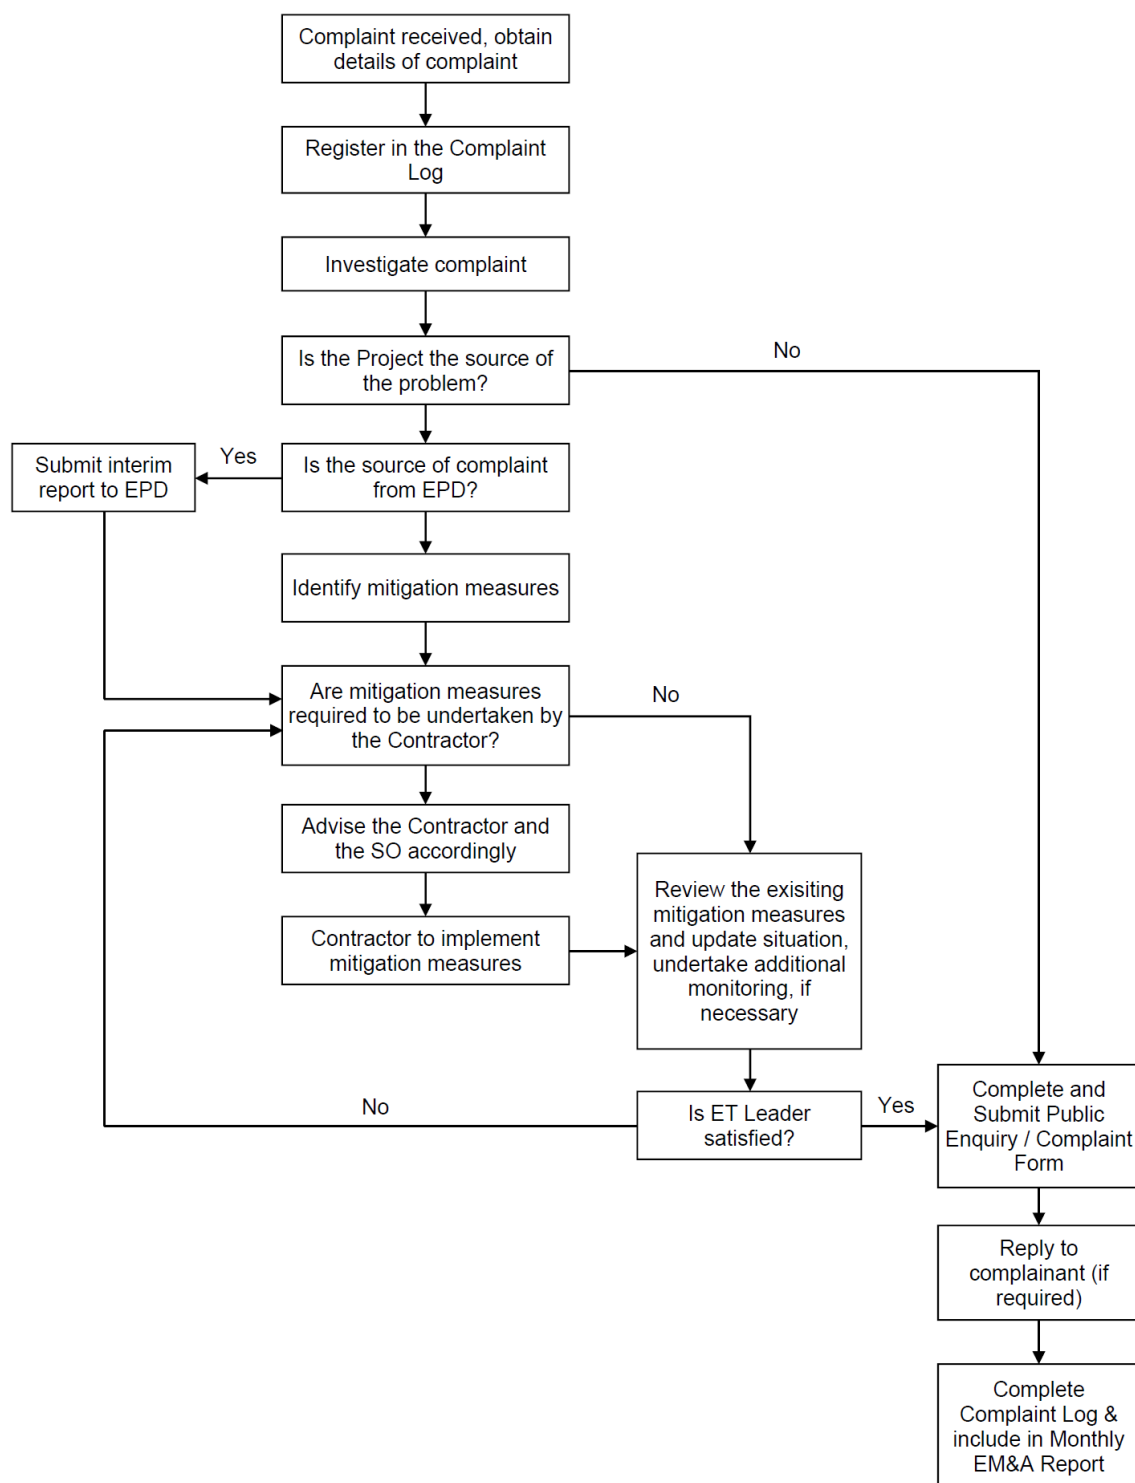 Complaint received, obtain
details of complaint
Register in the Complaint
Log
Investigate complaint
Is the Project the source of
the problem?
No
Submit interim
report to EPD
Yes
Is the source of complaint
from EPD?
Identify mitigation measures
Are mitigation measures
required to be undertaken by
the Contractor?
No
Advise the Contractor and
the SO accordingly
Contractor to implement
mitigation measures
Review the exisiting
mitigation measures
and update situation,
undertake additional
monitoring, if
necessary
No
Is ET Leader
satisfied?
Yes
Complete and
Submit Public
Enquiry / Complaint
Form
Reply to
complainant (if
required)
Complete
Complaint Log &
include in Monthly
EM&A Report